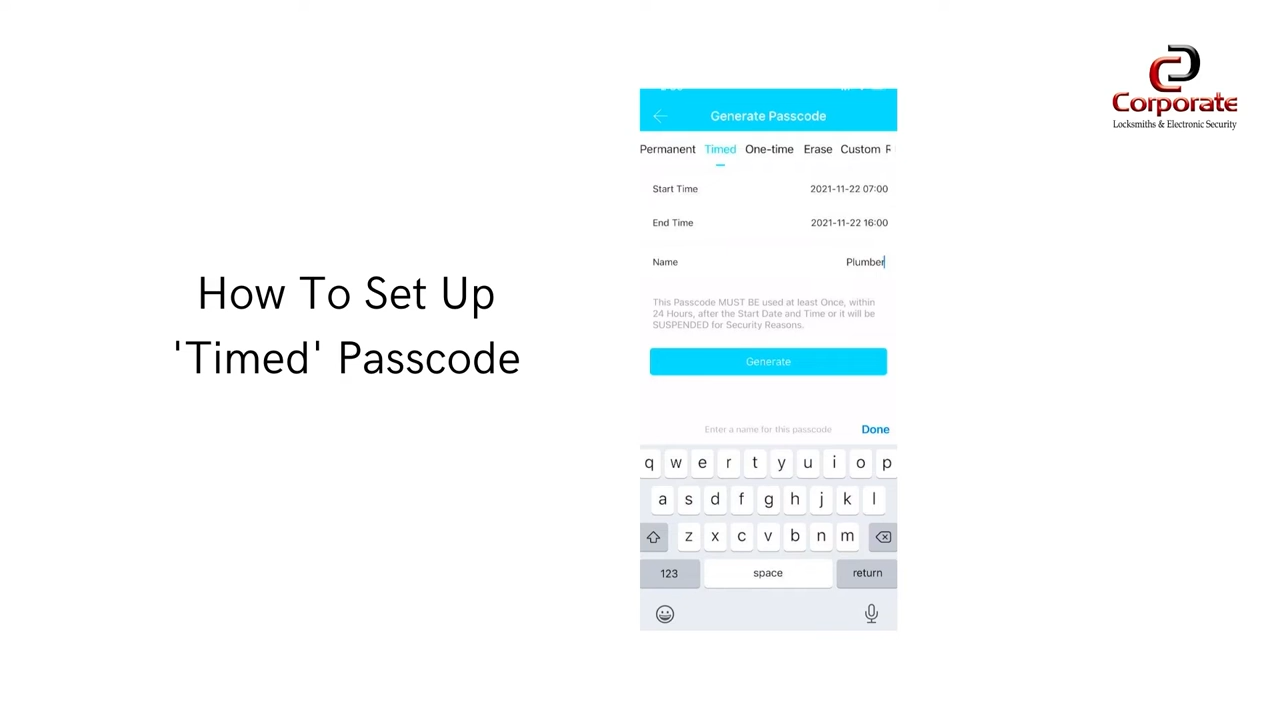 Corporate
Locksmiths & Electronic Security
How To Set Up
'Timed' Passcode
Generate Passcode
Permanent Timed One-time Erase Custom R
Start Time 2021-11-22 07:00
End Time 2021-11-22 16:00
Name Plumber
This Passcode MUST BE used at least Once, within
24 Hours, after the Start Date and Time or it will be
SUSPENDED for Security Reasons.
Generate
Enter a name for this passcode Done
q w e r t y u i o p
a s d f g h j k l
z x c v b n m
123 space return